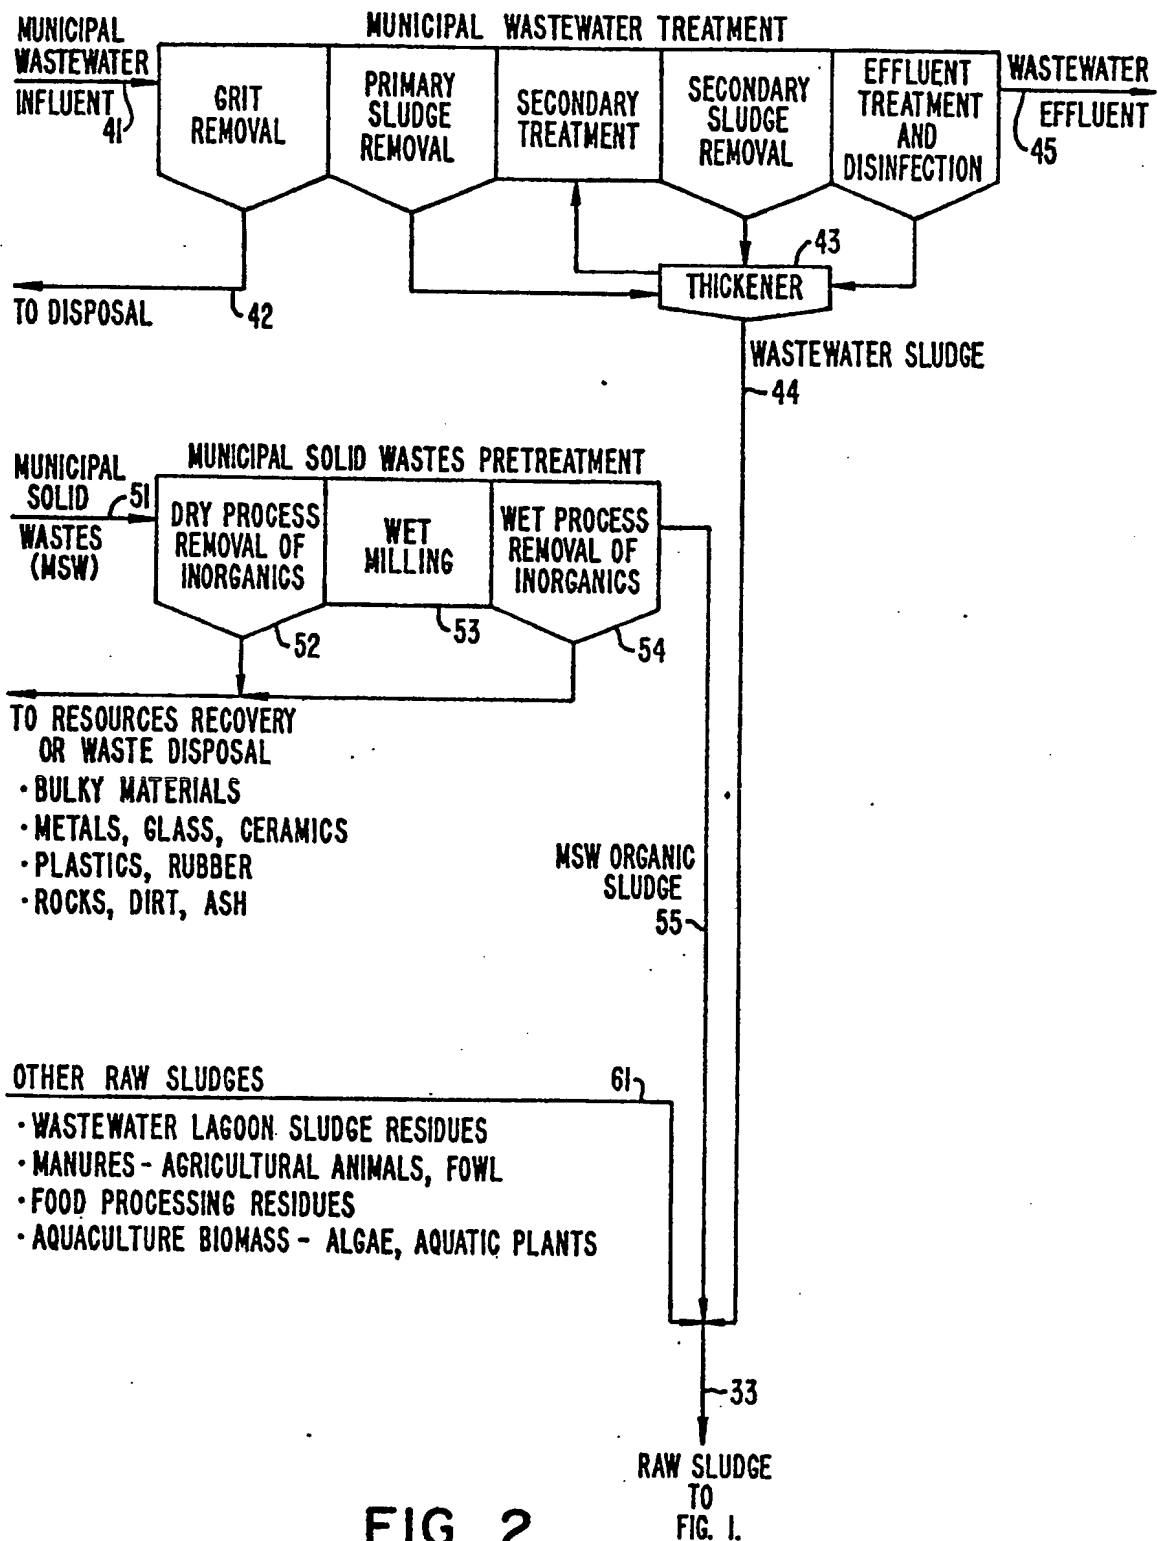 MUNICIPAL WASTEWATER TREATMENT
MUNICIPAL
WASTEWATER
INFLUENT
41
GRIT
REMOVAL
PRIMARY
SLUDGE
REMOVAL
SECONDARY
TREATMENT
SECONDARY
SLUDGE
REMOVAL
EFFLUENT
TREATMENT
AND
DISINFECTION
WASTEWATER
EFFLUENT
45
43
THICKENER
TO DISPOSAL
42
WASTEWATER SLUDGE
44
MUNICIPAL SOLID WASTES PRETREATMENT
MUNICIPAL
SOLID
51
WASTES
(MSW)
DRY PROCESS
REMOVAL OF
INORGANICS
WET
MILLING
WET PROCESS
REMOVAL OF
INORGANICS
52
53
54
TO RESOURCES RECOVERY
OR WASTE DISPOSAL
· BULKY MATERIALS
· METALS, GLASS, CERAMICS
· PLASTICS, RUBBER
· ROCKS, DIRT, ASH
MSW ORGANIC
SLUDGE
55
OTHER RAW SLUDGES
61
· WASTEWATER LAGOON SLUDGE RESIDUES
· MANURES - AGRICULTURAL ANIMALS, FOWL
· FOOD PROCESSING RESIDUES
· AQUACULTURE BIOMASS - ALGAE, AQUATIC PLANTS
33
RAW SLUDGE
TO
FIG. 1.
FIG. 2